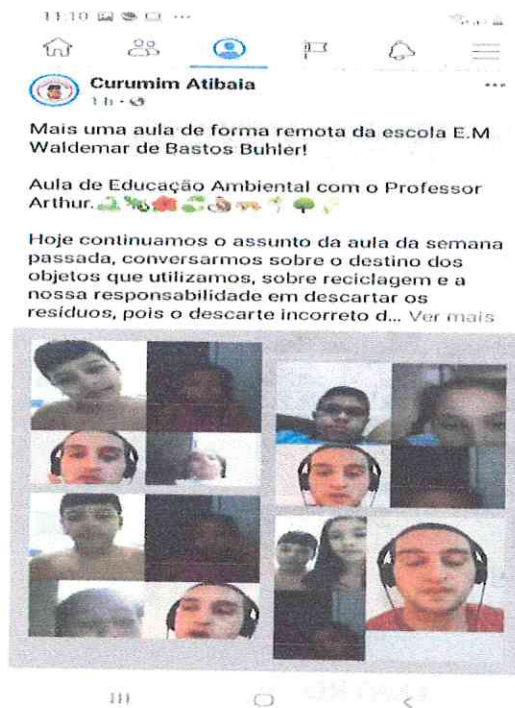 11:10
Curumim Atibaia
1 h
Mais uma aula de forma remota da escola E.M
Waldemar de Bastos Buhler!
Aula de Educação Ambiental com o Professor
Arthur.
Hoje continuamos o assunto da aula da semana
passada, conversarmos sobre o destino dos
objetos que utilizamos, sobre reciclagem e a
nossa responsabilidade em descartar os
resíduos, pois o descarte incorreto d... Ver mais